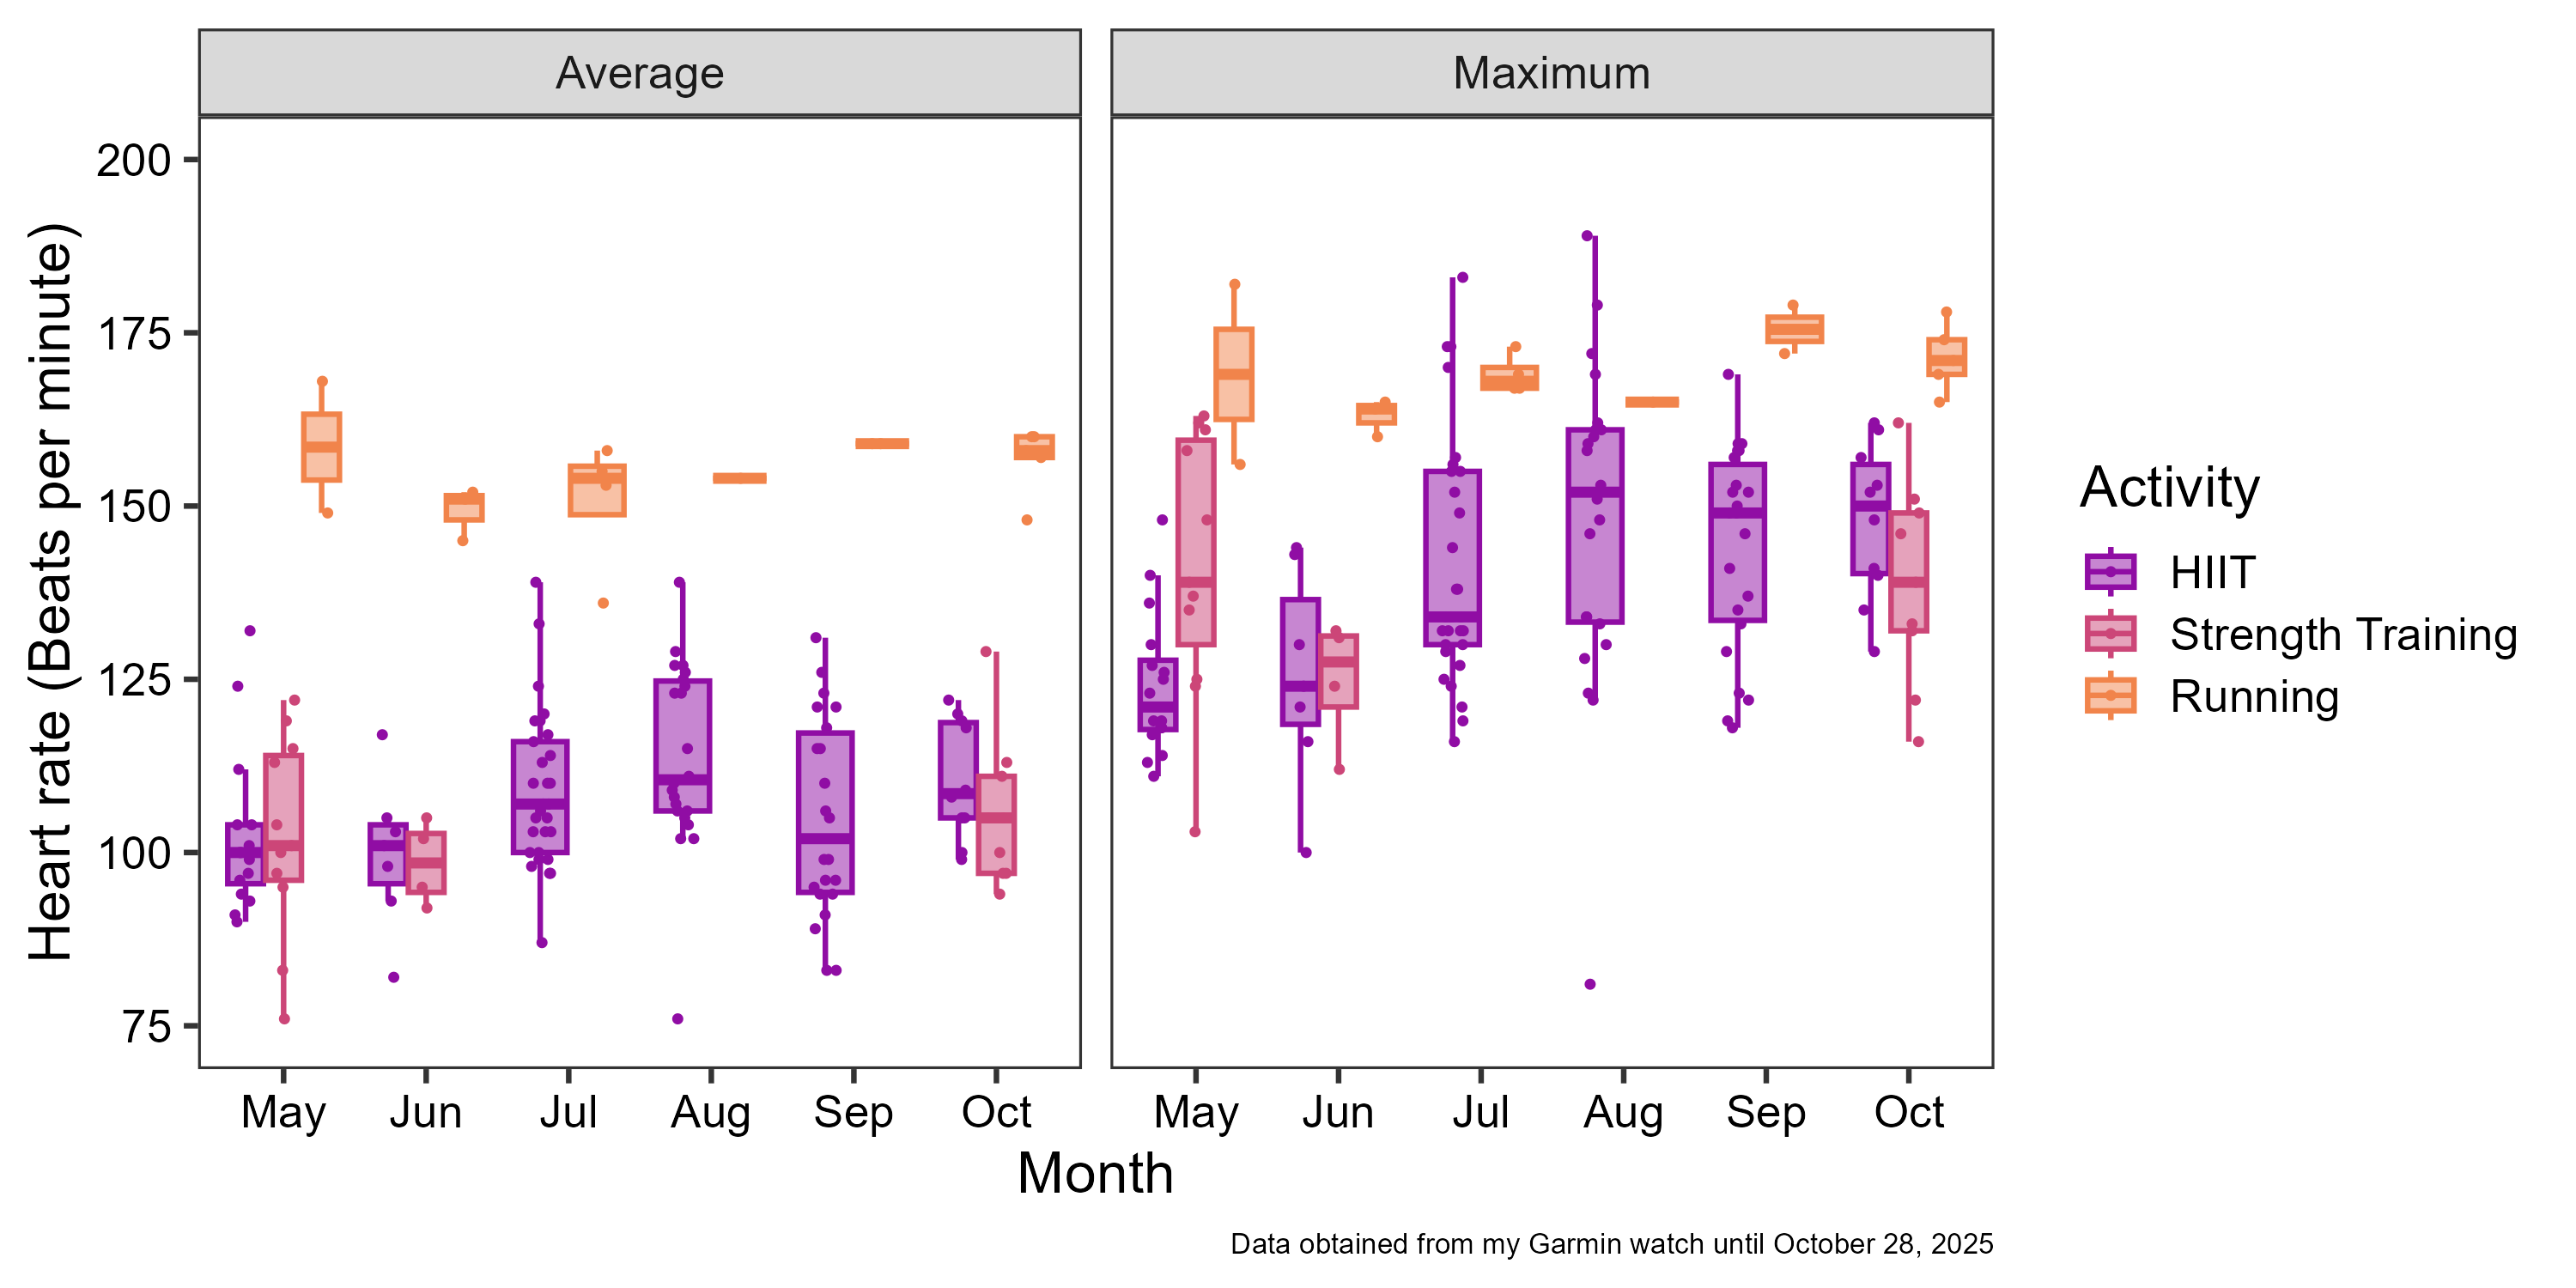 Average
Maximum
Heart rate (Beats per minute)
200
175
150
125
100
75
May Jun Jul Aug Sep Oct
May Jun Jul Aug Sep Oct
Month
Activity
HIIT
Strength Training
Running
Data obtained from my Garmin watch until October 28, 2025